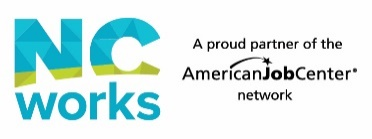 NC
works
A proud partner of the
AmericanJobCenter®
network